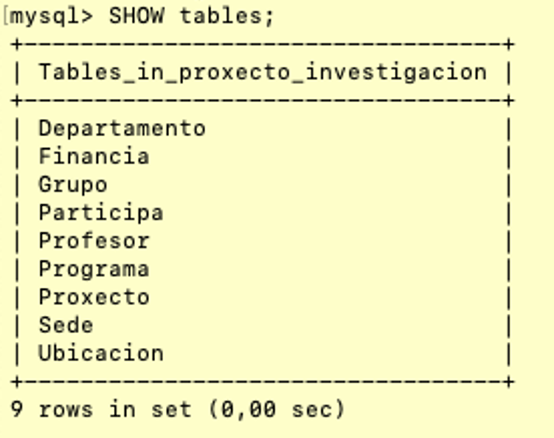 [mysql> SHOW tables;
+----------------------------------+
| Tables_in_proxecto_investigacion |
+----------------------------------+
| Departamento                     |
| Financia                         |
| Grupo                            |
| Participa                        |
| Profesor                         |
| Programa                         |
| Proxecto                         |
| Sede                             |
| Ubicacion                        |
+----------------------------------+
9 rows in set (0,00 sec)